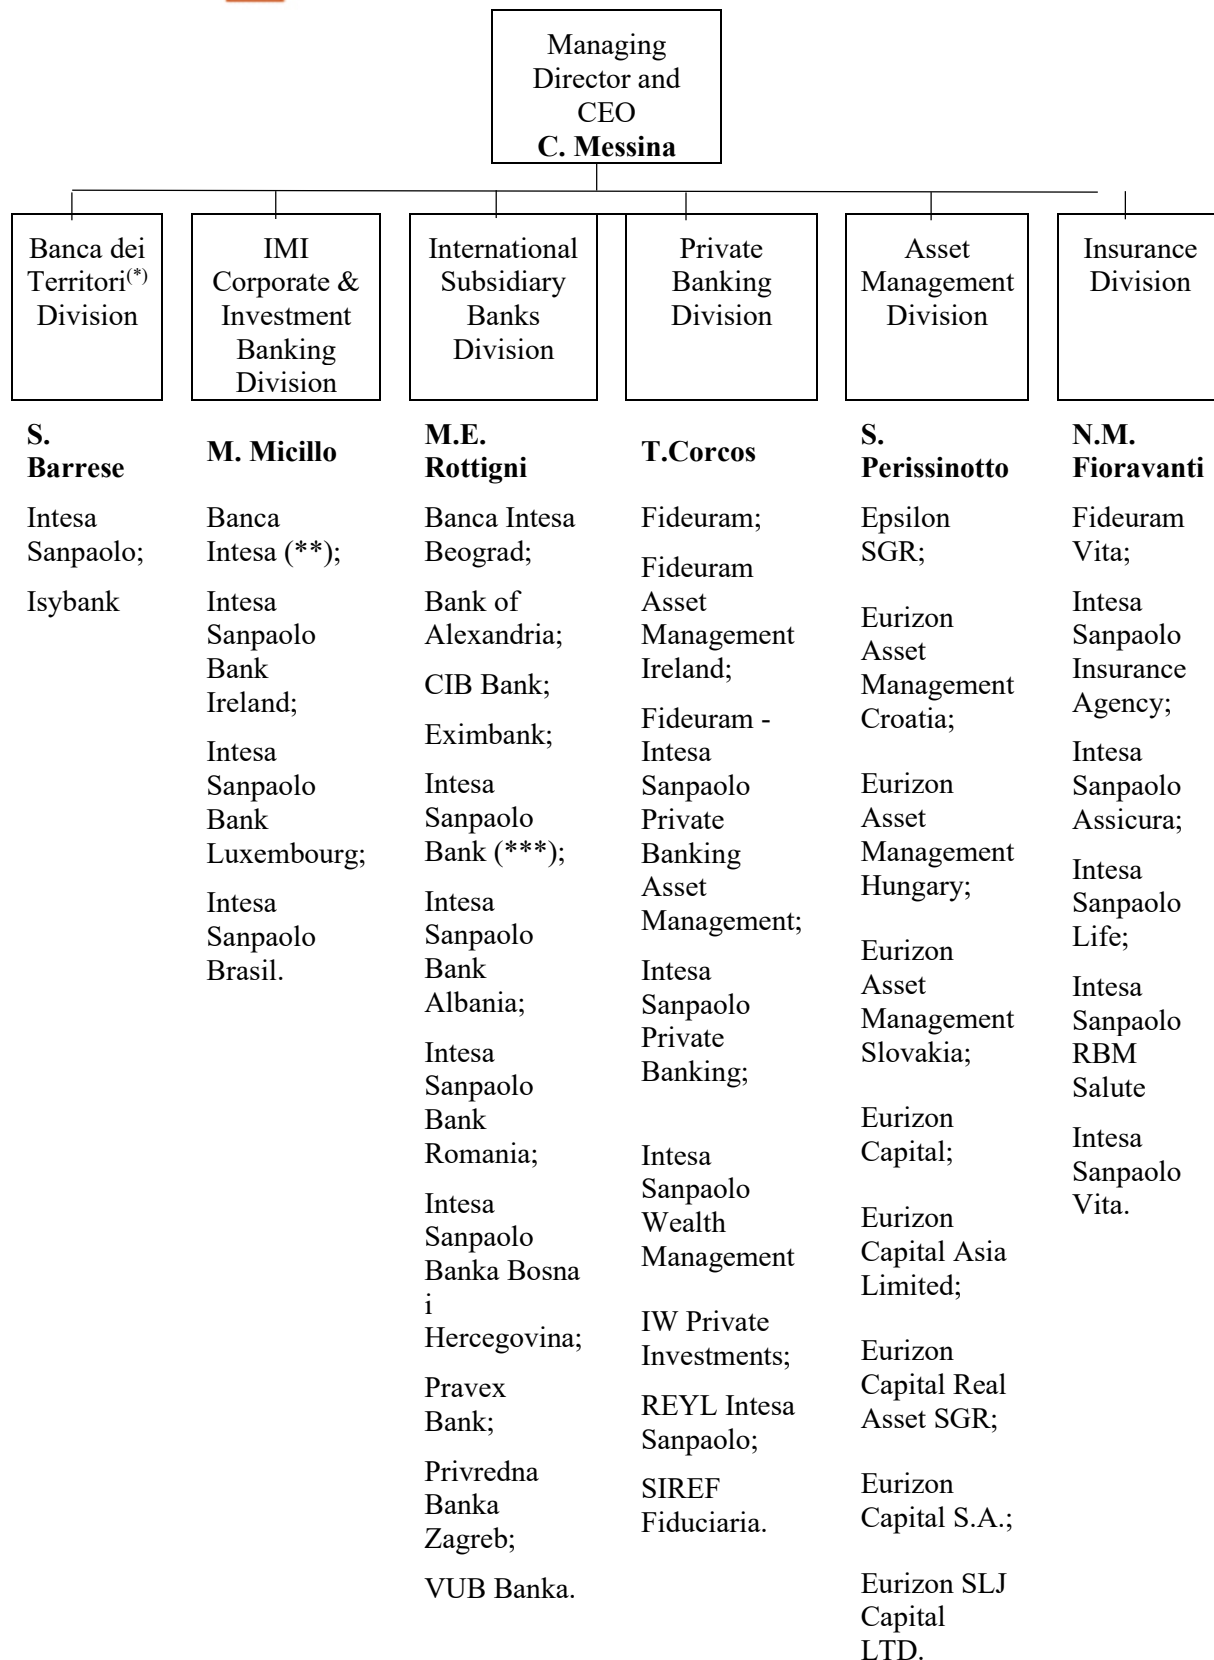 Managing
Director and
CEO
C. Messina
Banca dei
Territori(*)
Division
IMI
Corporate &
Investment
Banking
Division
International
Subsidiary
Banks
Division
Private
Banking
Division
Asset
Management
Division
Insurance
Division
S.
Barrese
Intesa
Sanpaolo;
Isybank
M. Micillo
Banca
Intesa (**);
Intesa
Sanpaolo
Bank
Ireland;
Intesa
Sanpaolo
Bank
Luxembourg;
Intesa
Sanpaolo
Brasil.
M.E.
Rottigni
Banca Intesa
Beograd;
Bank of
Alexandria;
CIB Bank;
Eximbank;
Intesa
Sanpaolo
Bank (***);
Intesa
Sanpaolo
Bank
Albania;
Intesa
Sanpaolo
Bank
Romania;
Intesa
Sanpaolo
Banka Bosna
i
Hercegovina;
Pravex
Bank;
Privredna
Banka
Zagreb;
VUB Banka.
T.Corcos
Fideuram;
Fideuram
Asset
Management
Ireland;
Fideuram -
Intesa
Sanpaolo
Private
Banking
Asset
Management;
Intesa
Sanpaolo
Private
Banking;
Intesa
Sanpaolo
Wealth
Management
IW Private
Investments;
REYL Intesa
Sanpaolo;
SIREF
Fiduciaria.
S.
Perissinotto
Epsilon
SGR;
Eurizon
Asset
Management
Croatia;
Eurizon
Asset
Management
Hungary;
Eurizon
Asset
Management
Slovakia;
Eurizon
Capital;
Eurizon
Capital Asia
Limited;
Eurizon
Capital Real
Asset SGR;
Eurizon
Capital S.A.;
Eurizon SLJ
Capital
LTD.
N.M.
Fioravanti
Fideuram
Vita;
Intesa
Sanpaolo
Insurance
Agency;
Intesa
Sanpaolo
Assicura;
Intesa
Sanpaolo
Life;
Intesa
Sanpaolo
RBM
Salute
Intesa
Sanpaolo
Vita.